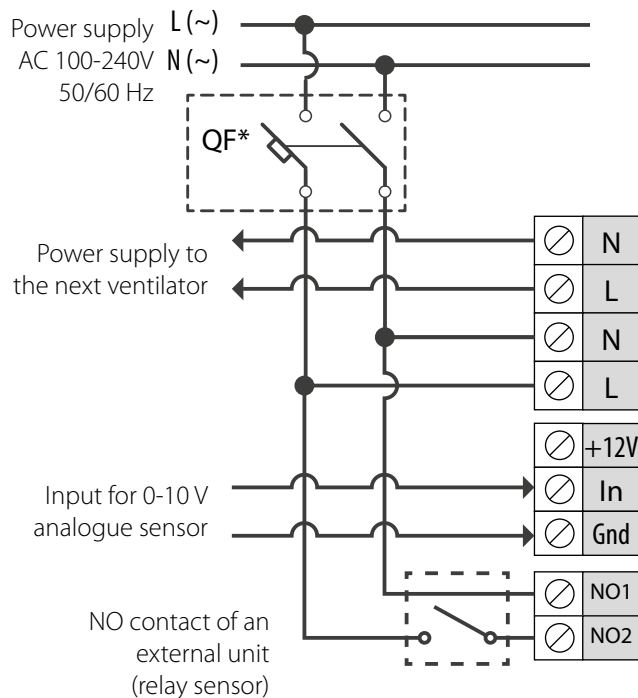 Power supply L (~)
AC 100-240V N (~)
50/60 Hz
QF*
Power supply to
the next ventilator
N
L
N
L
+12V
Input for 0-10 V
analogue sensor
In
Gnd
NO1
NO2
NO contact of an
external unit
(relay sensor)